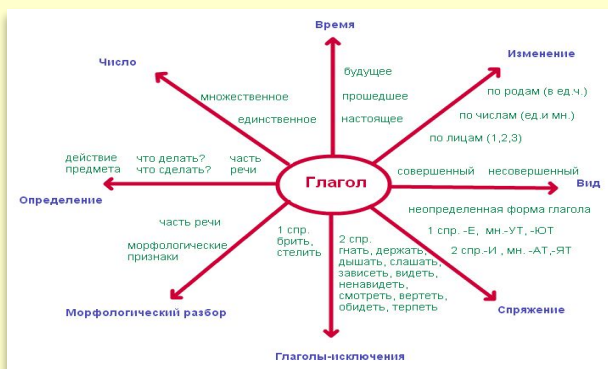 Время
Число
Изменение
будущее
прошедшее
настоящее
множественное
единственное
по родам (в ед.ч.)
по числам (ед.и мн.)
по лицам (1,2,3)
действие
предмета
что делать?
что сделать?
часть
речи
Определение
Глагол
совершенный несовершенный
Вид
часть речи
морфологические
признаки
Морфологический разбор
1 спр.
брить,
стелить
2 спр.
гнать, держать,
дышать, слашать,
зависеть, видеть,
ненавидеть,
смотреть, вертеть,
обидеть, терпеть
Глаголы-исключения
неопределенная форма глагола
1 спр. -Е, мн.-УТ, -ЮТ
2 спр.-И , мн. -АТ,-ЯТ
Спряжение